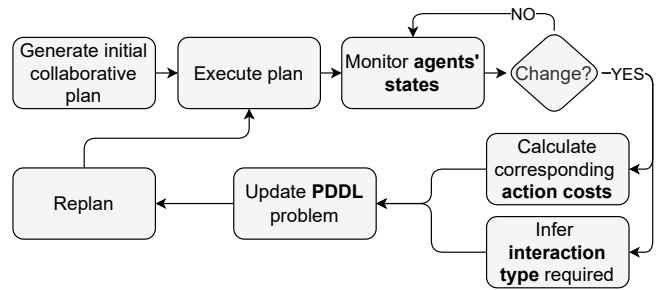 Generate initial
collaborative
plan
Execute plan
Monitor agents'
states
NO
Change?
YES
Calculate
corresponding
action costs
Infer
interaction
type required
Update PDDL
problem
Replan